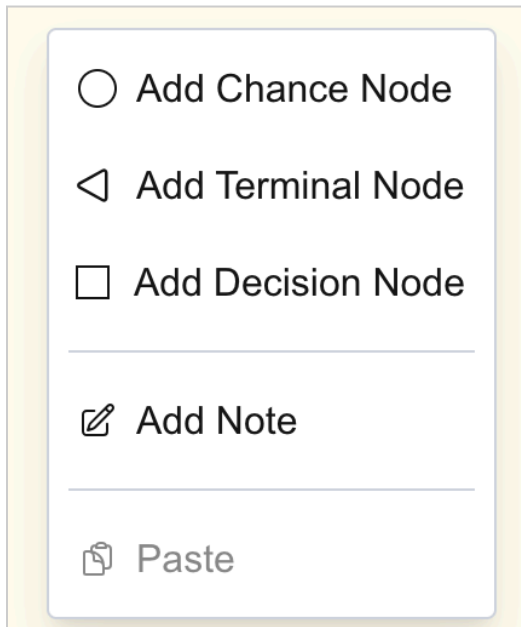 Add Chance Node
Add Terminal Node
Add Decision Node
Add Note
Paste